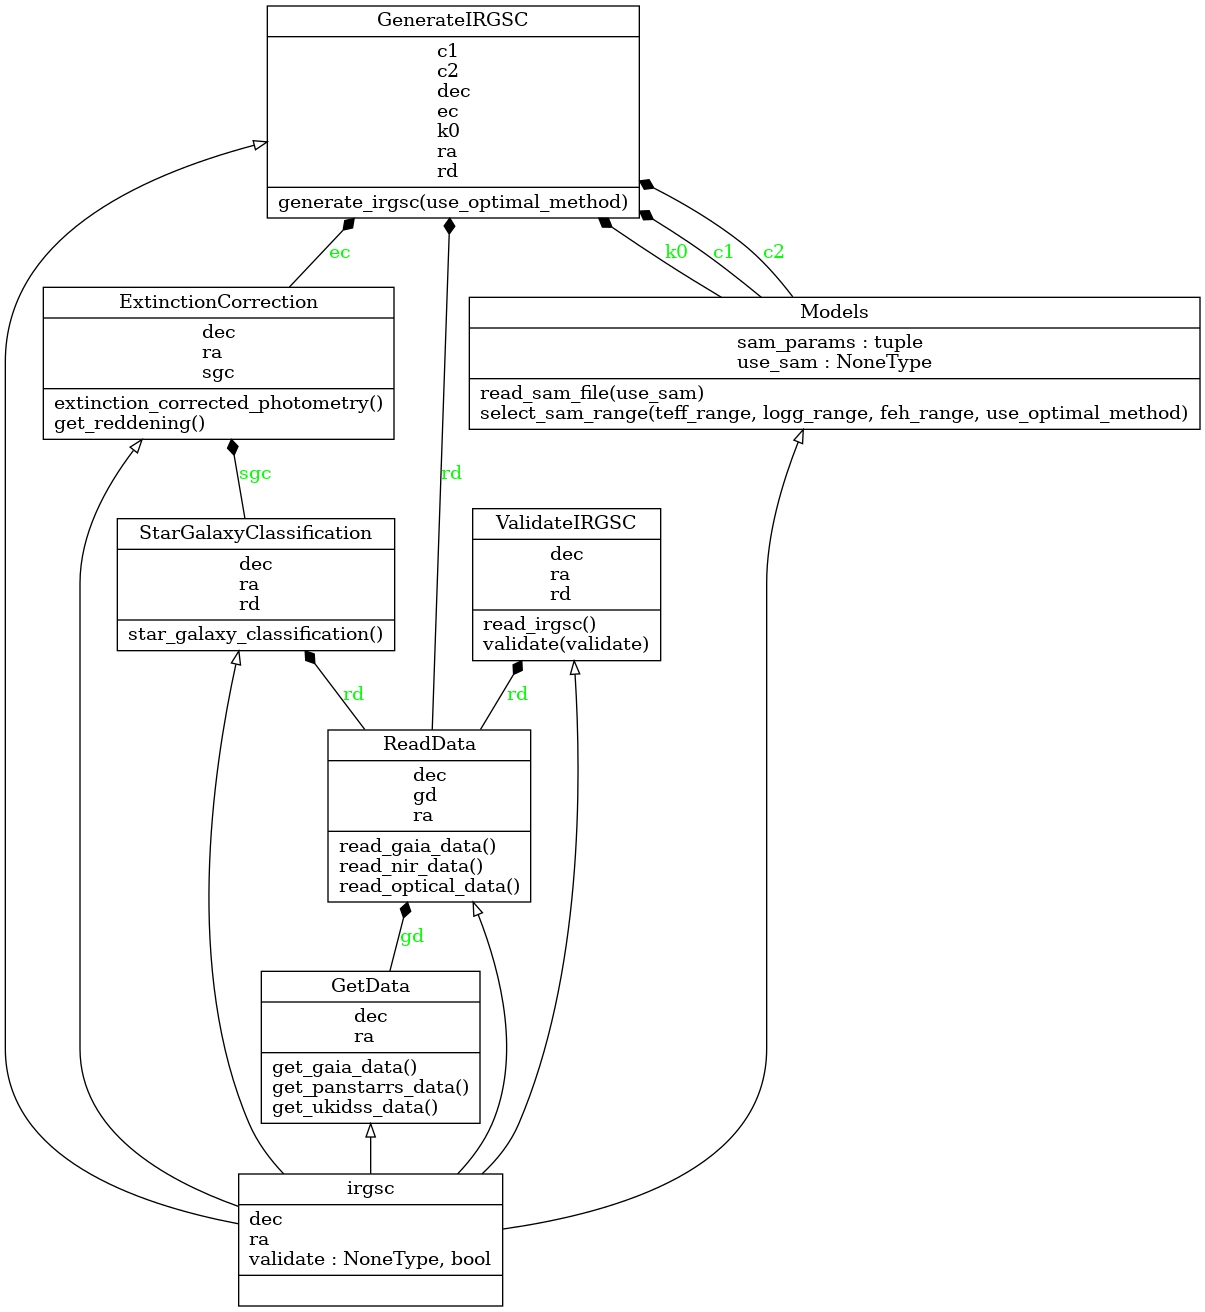 GenerateIRGSC
c1
c2
dec
ec
k0
ra
rd
generate_irgsc(use_optimal_method)
ec
k0
c1
c2
ExtinctionCorrection
dec
ra
sgc
extinction_corrected_photometry()
get_reddening()
Models
sam_params : tuple
use_sam : NoneType
read_sam_file(use_sam)
select_sam_range(teff_range, logg_range, feh_range, use_optimal_method)
sgc
rd
StarGalaxyClassification
dec
ra
rd
star_galaxy_classification()
ValidateIRGSC
dec
ra
rd
read_irgsc()
validate(validate)
rd
rd
ReadData
dec
gd
ra
read_gaia_data()
read_nir_data()
read_optical_data()
gd
GetData
dec
ra
get_gaia_data()
get_panstarrs_data()
get_ukidss_data()
irgsc
dec
ra
validate : NoneType, bool